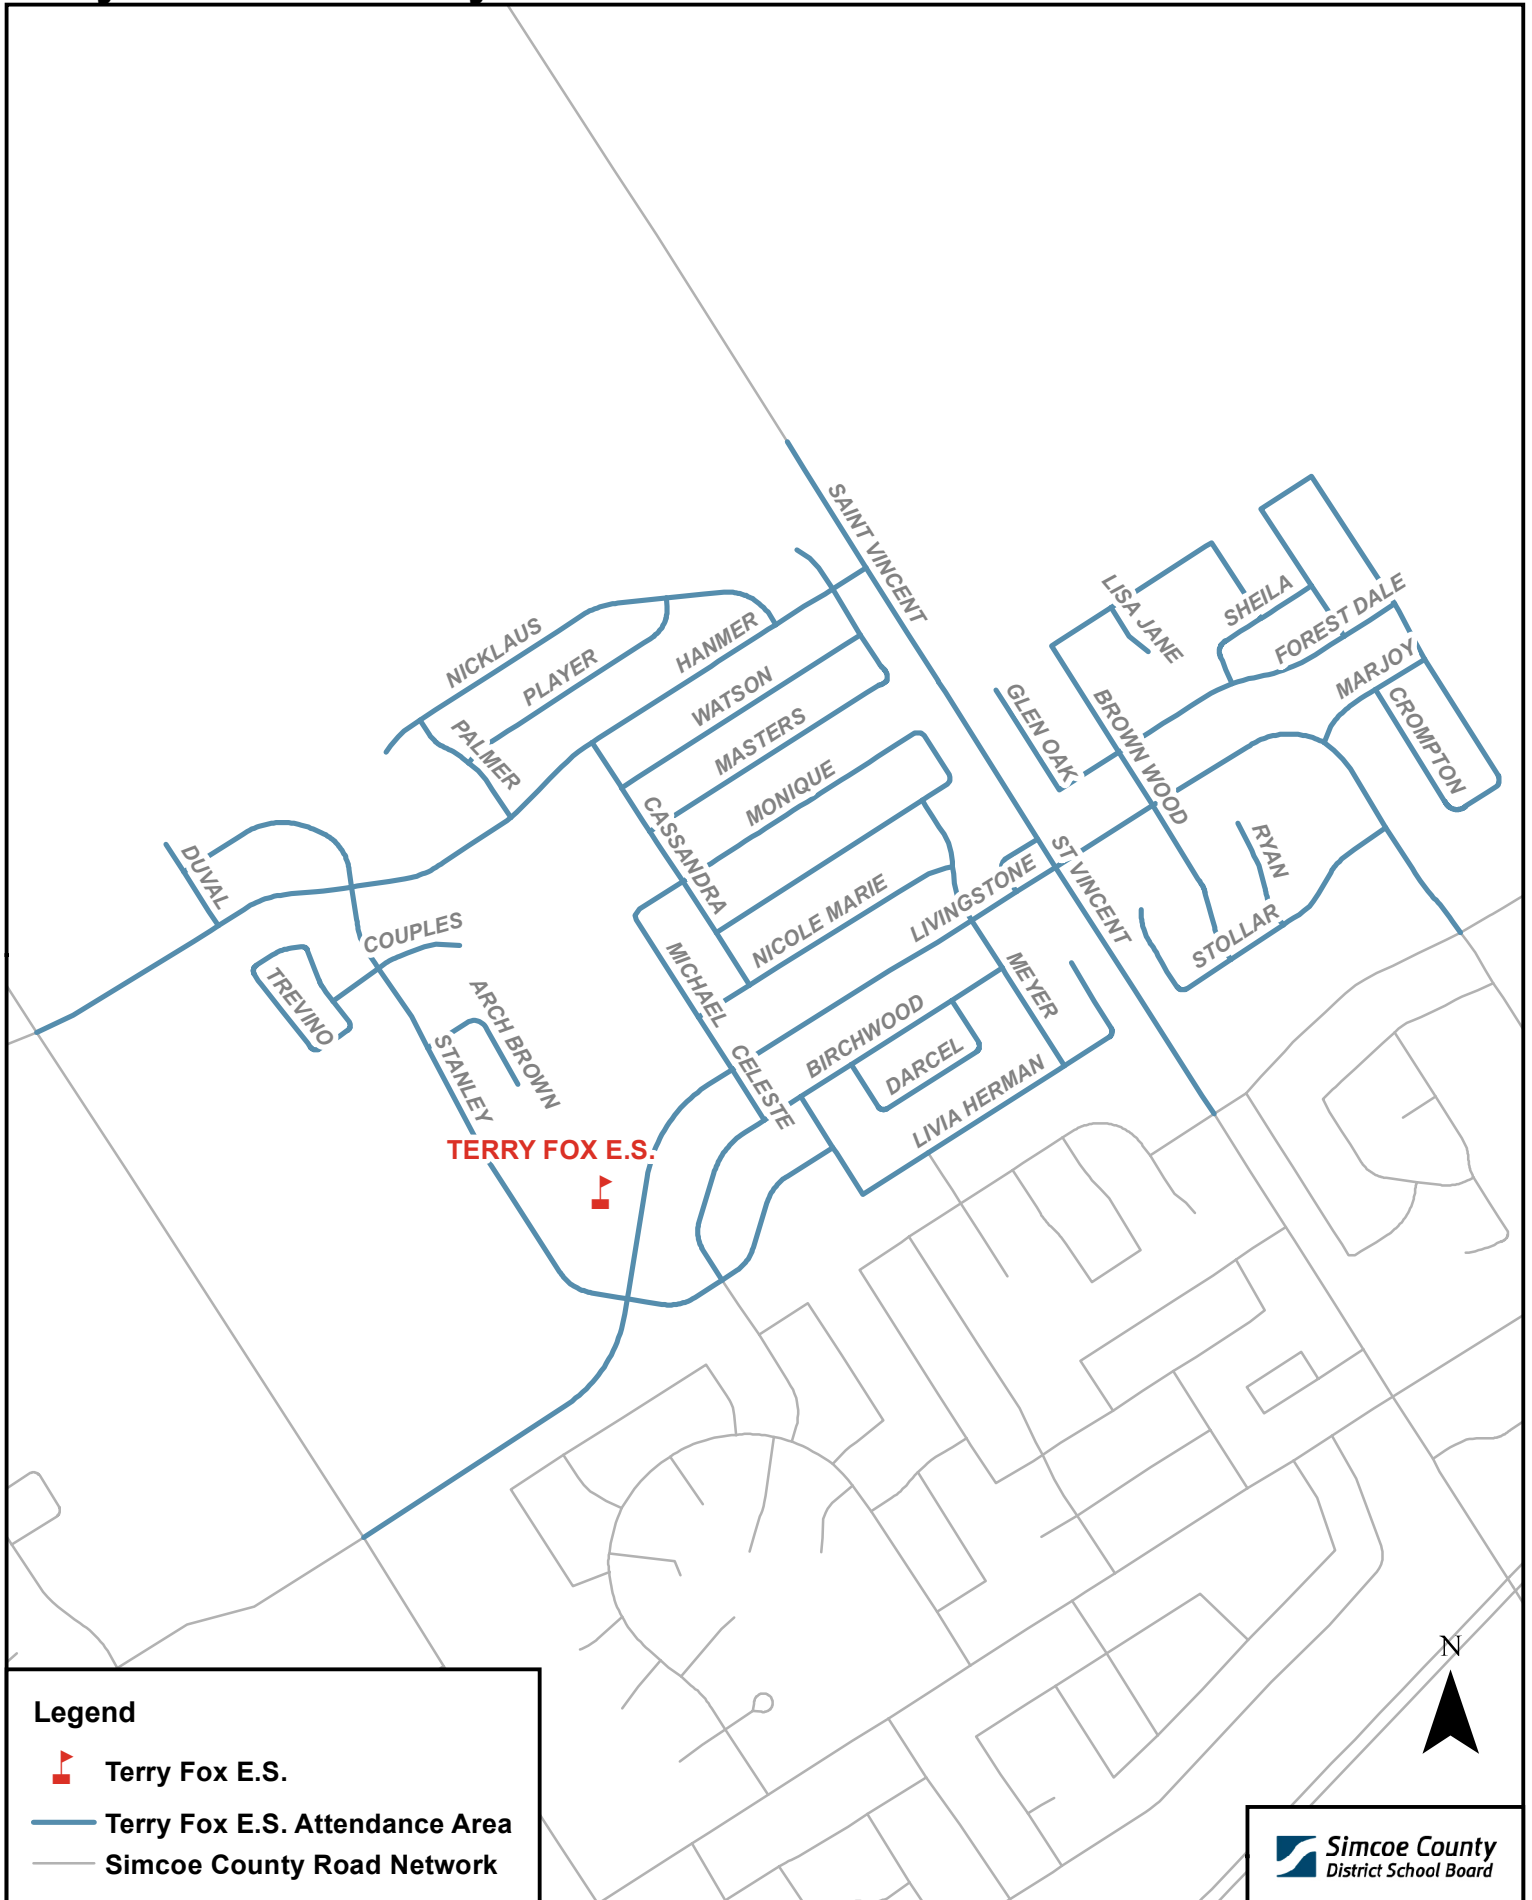 SAINT VINCENT
LISA JANE
SHEILA
FOREST DALE
NICKLAUS
HANMER
PLAYER
MARJOY
WATSON
GLEN OAK
BROWN WOOD
CROMPTON
PALMER
MASTERS
MONIQUE
CASSANDRA
RYAN
DUVAL
ST VINCENT
LIVINGSTONE
NICOLE MARIE
COUPLES
STOLLAR
MICHAEL
MEYER
TREVINO
ARCH BROWN
BIRCHWOOD
STANLEY
CELESTE
DARCEL
LIVIA HERMAN
TERRY FOX E.S.
N
Legend
Terry Fox E.S.
Terry Fox E.S. Attendance Area
Simcoe County Road Network
Simcoe County
District School Board